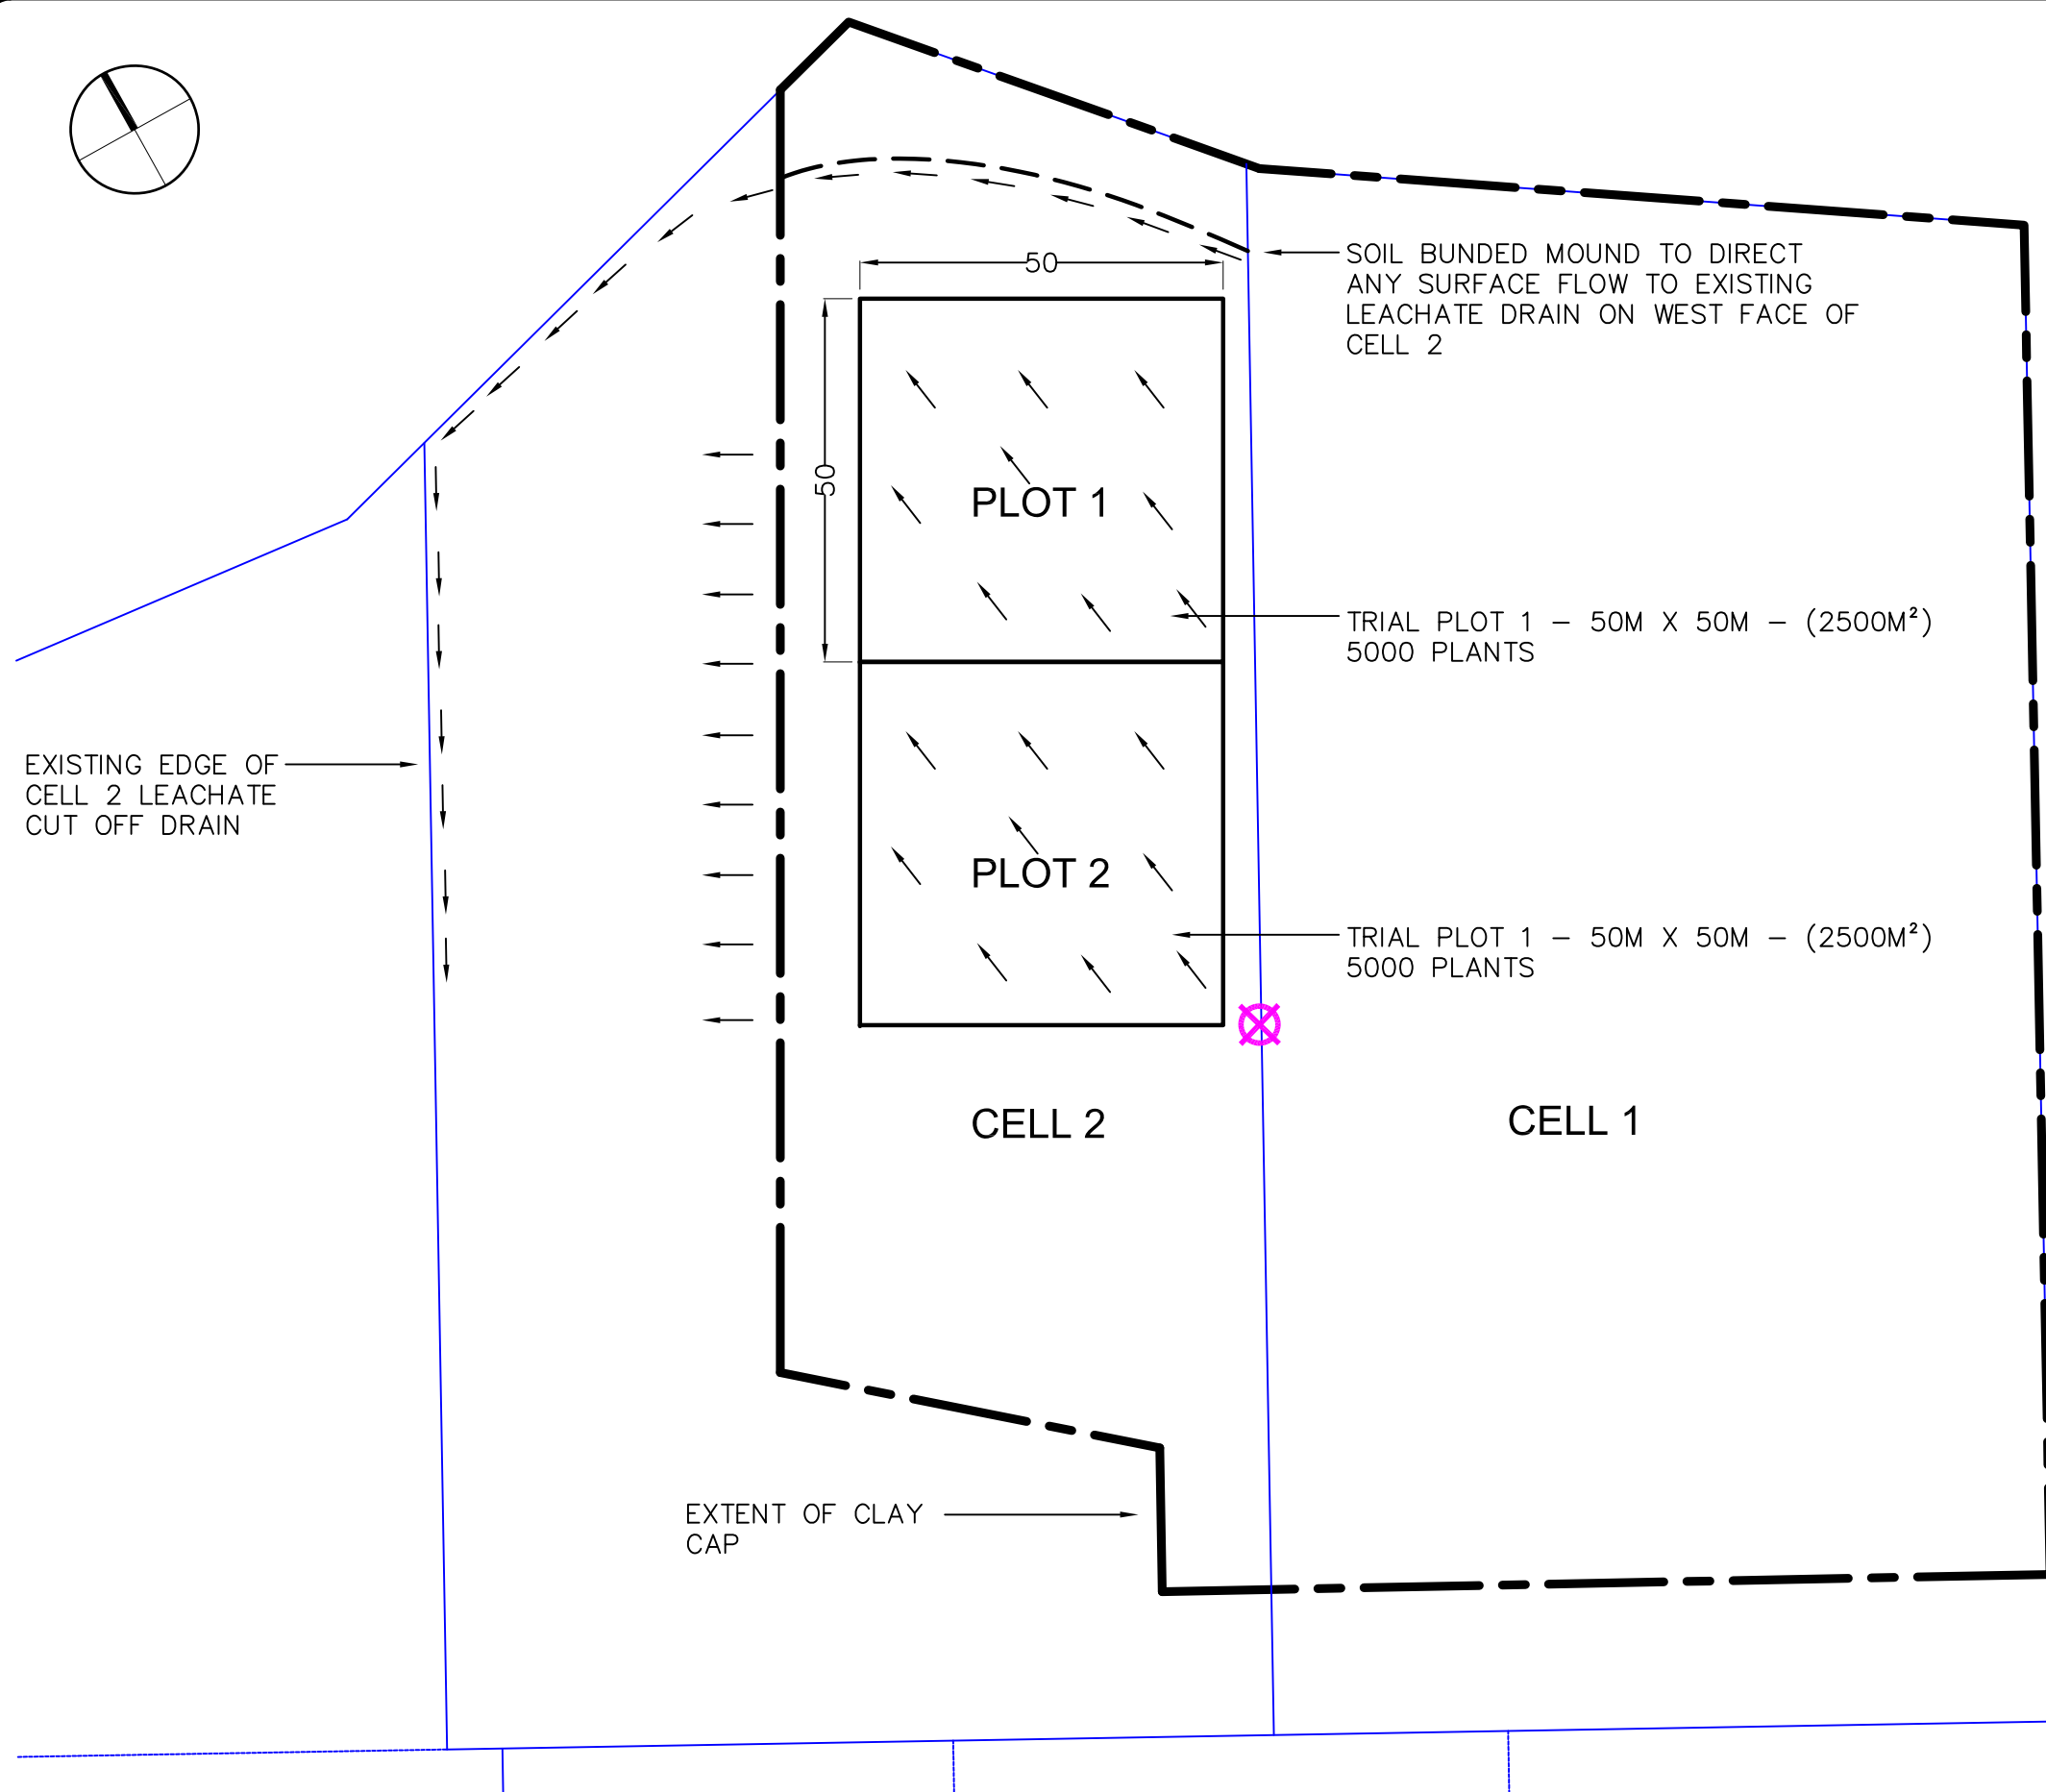 50
SOIL BUNDED MOUND TO DIRECT
ANY SURFACE FLOW TO EXISTING
LEACHATE DRAIN ON WEST FACE OF
CELL 2
50
PLOT 1
TRIAL PLOT 1 – 50M X 50M – (2500M²)
5000 PLANTS
EXISTING EDGE OF
CELL 2 LEACHATE
CUT OFF DRAIN
PLOT 2
TRIAL PLOT 1 – 50M X 50M – (2500M²)
5000 PLANTS
CELL 2
CELL 1
EXTENT OF CLAY
CAP